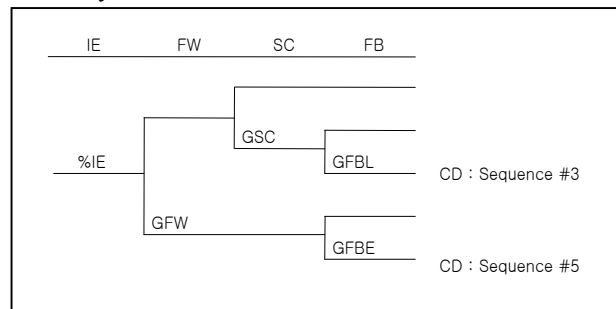 IE FW SC FB
GSC
%IE GFBL
CD : Sequence #3
GFW
GFBE
CD : Sequence #5